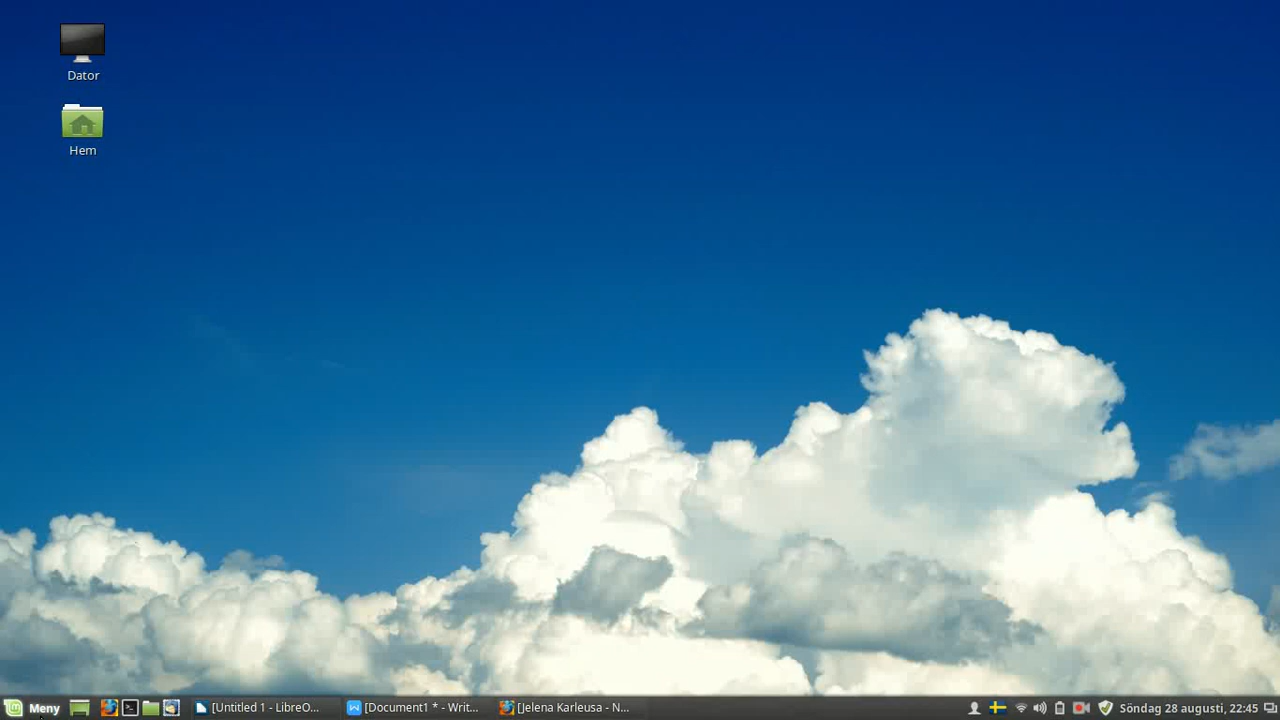 Dator
Hem
Meny
[Untitled 1 - LibreO...
[Document1 * - Writ...
[Jelena Karleusa - N...
Söndag 28 augusti, 22:45